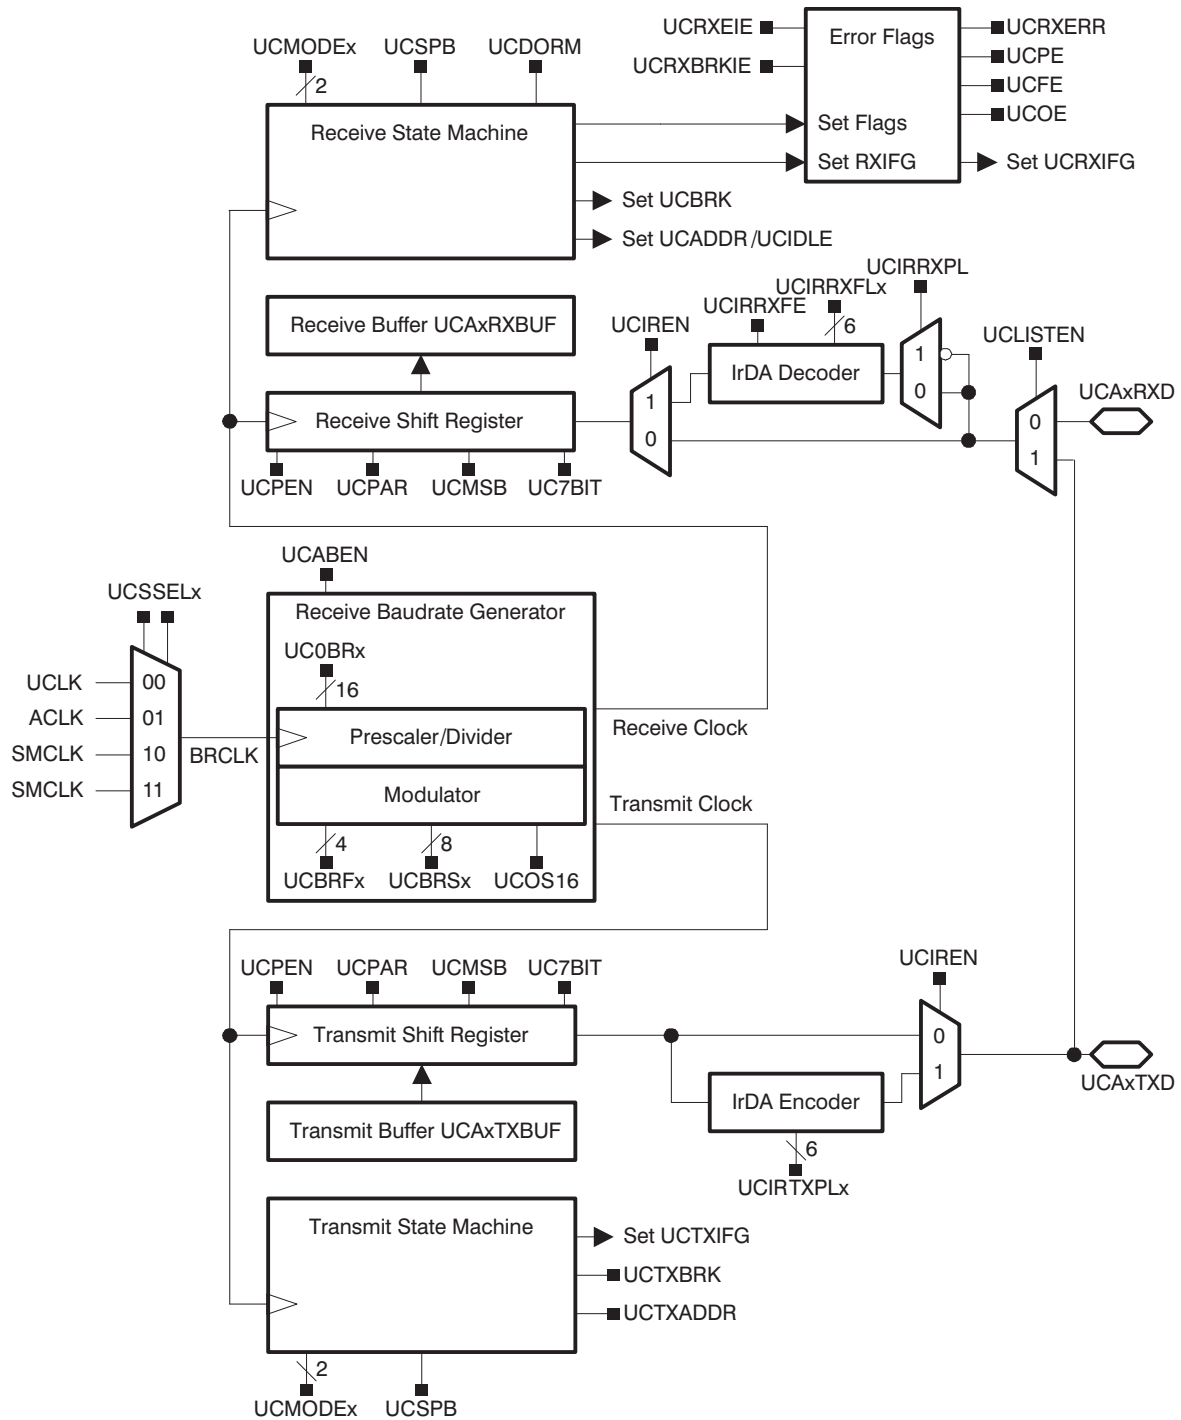 UCRXEIE
Error Flags
UCRXERR
UCMODEx
UCSPB
UCDORM
UCRXBRKIE
UCPE
2
UCFE
UCOE
Receive State Machine
Set Flags
Set RXIFG
Set UCRXIFG
Set UCBRK
Set UCADDR /UCIDLE
UCIRRXPL
UCIRRXFLx
UCIRRXFE
6
UCIREN
UCLISTEN
Receive Buffer UCAxRXBUF
IrDA Decoder
1
0
UCAxRXD
Receive Shift Register
1
0
0
1
UCPEN
UCPAR
UCMSB
UC7BIT
UCABEN
UCSSELx
Receive Baudrate Generator
UC0BRx
16
UCLK
00
ACLK
01
SMCLK
10
SMCLK
11
BRCLK
Prescaler/Divider
Receive Clock
Modulator
Transmit Clock
4
8
UCBRFx
UCBRSx
UCOS16
UCPEN
UCPAR
UCMSB
UC7BIT
UCIREN
Transmit Shift Register
0
1
UCAxTXD
IrDA Encoder
Transmit Buffer UCAxTXBUF
6
UCIRTXPLx
Transmit State Machine
Set UCTXIFG
UCTXBRK
UCTXADDR
2
UCMODEx
UCSPB